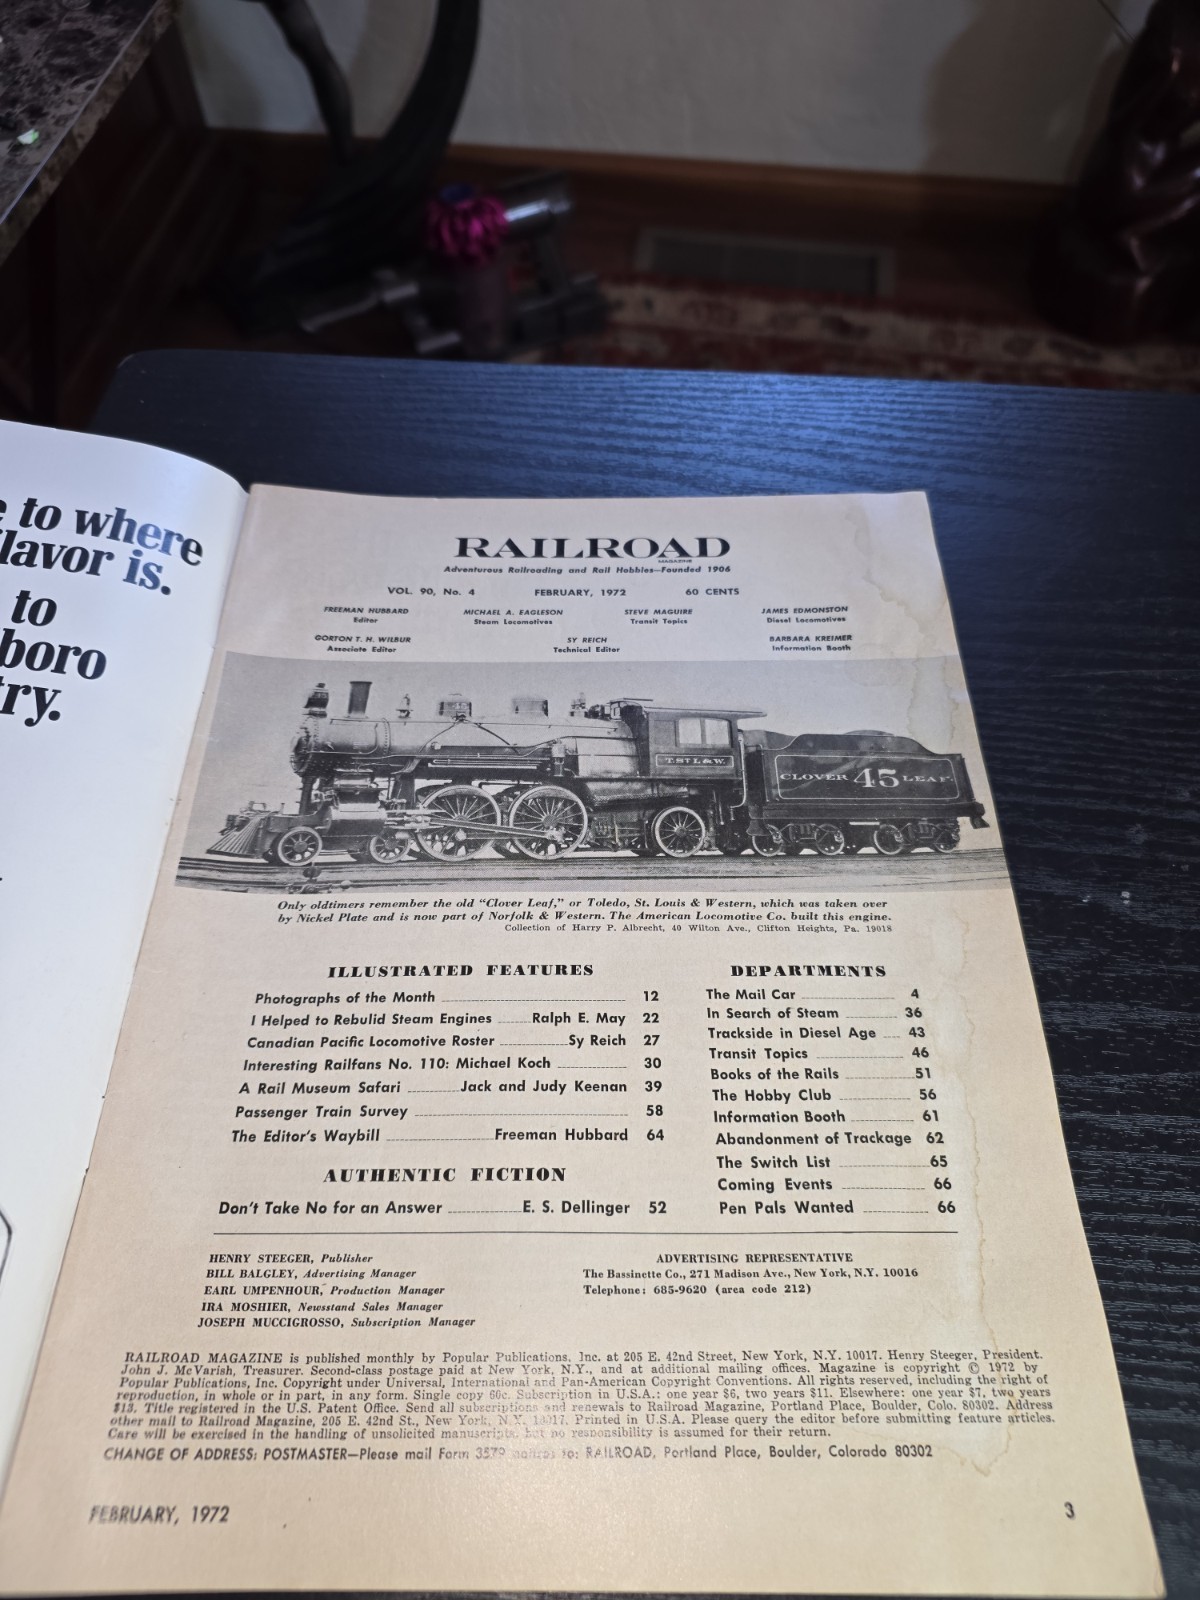 to where
lavor is.
to
boro
try.
RAILROAD
MAGAZINE
Adventurous Railroading and Rail Hobbies—Founded 1906
VOL. 90, No. 4 FEBRUARY, 1972 60 CENTS
FREEMAN HUBBARD MICHAEL A. EAGLESON STEVE MAGUIRE JAMES EDMONSTON
Editor Steam Locomotives Transit Topics Diesel Locomotives
GORTON T. H. WILBUR SY REICH BARBARA KREIMER
Associate Editor Technical Editor Information Booth
T. ST. L. & W.
CLOVER 45 LEAF
Only oldtimers remember the old "Clover Leaf," or Toledo, St. Louis & Western, which was taken over
by Nickel Plate and is now part of Norfolk & Western. The American Locomotive Co. built this engine.
Collection of Harry P. Albrecht, 40 Wilton Ave., Clifton Heights, Pa. 19018
ILLUSTRATED FEATURES
Photographs of the Month 12
I Helped to Rebulid Steam Engines Ralph E. May 22
Canadian Pacific Locomotive Roster Sy Reich 27
Interesting Railfans No. 110: Michael Koch 30
A Rail Museum Safari Jack and Judy Keenan 39
Passenger Train Survey 58
The Editor's Waybill Freeman Hubbard 64
AUTHENTIC FICTION
Don't Take No for an Answer E. S. Dellinger 52
DEPARTMENTS
The Mail Car 4
In Search of Steam 36
Trackside in Diesel Age 43
Transit Topics 46
Books of the Rails 51
The Hobby Club 56
Information Booth 61
Abandonment of Trackage 62
The Switch List 65
Coming Events 66
Pen Pals Wanted 66
HENRY STEEGER, Publisher
BILL BALGLEY, Advertising Manager
EARL UMPENHOUR, Production Manager
IRA MOSHIER, Newsstand Sales Manager
JOSEPH MUCCIGROSSO, Subscription Manager
ADVERTISING REPRESENTATIVE
The Bassinette Co., 271 Madison Ave., New York, N.Y. 10016
Telephone: 685-9620 (area code 212)
RAILROAD MAGAZINE is published monthly by Popular Publications, Inc. at 205 E. 42nd Street, New York, N.Y. 10017. Henry Steeger, President.
John J. McVarish, Treasurer. Second-class postage paid at New York, N.Y., and at additional mailing offices. Magazine is copyright © 1972 by
Popular Publications, Inc. Copyright under Universal, International and Pan-American Copyright Conventions. All rights reserved, including the right of
reproduction, in whole or in part, in any form. Single copy 60c. Subscription in U.S.A.: one year $6, two years $11. Elsewhere: one year $7, two years
$13. Title registered in the U.S. Patent Office. Send all subscriptions and renewals to Railroad Magazine, Portland Place, Boulder, Colo. 80302. Address
other mail to Railroad Magazine, 205 E. 42nd St., New York, N.Y. 10017. Printed in U.S.A. Please query the editor before submitting feature articles.
Care will be exercised in the handling of unsolicited manuscripts, but no responsibility is assumed for their return.
CHANGE OF ADDRESS: POSTMASTER—Please mail Form 3579 notices to: RAILROAD, Portland Place, Boulder, Colorado 80302
FEBRUARY, 1972 3